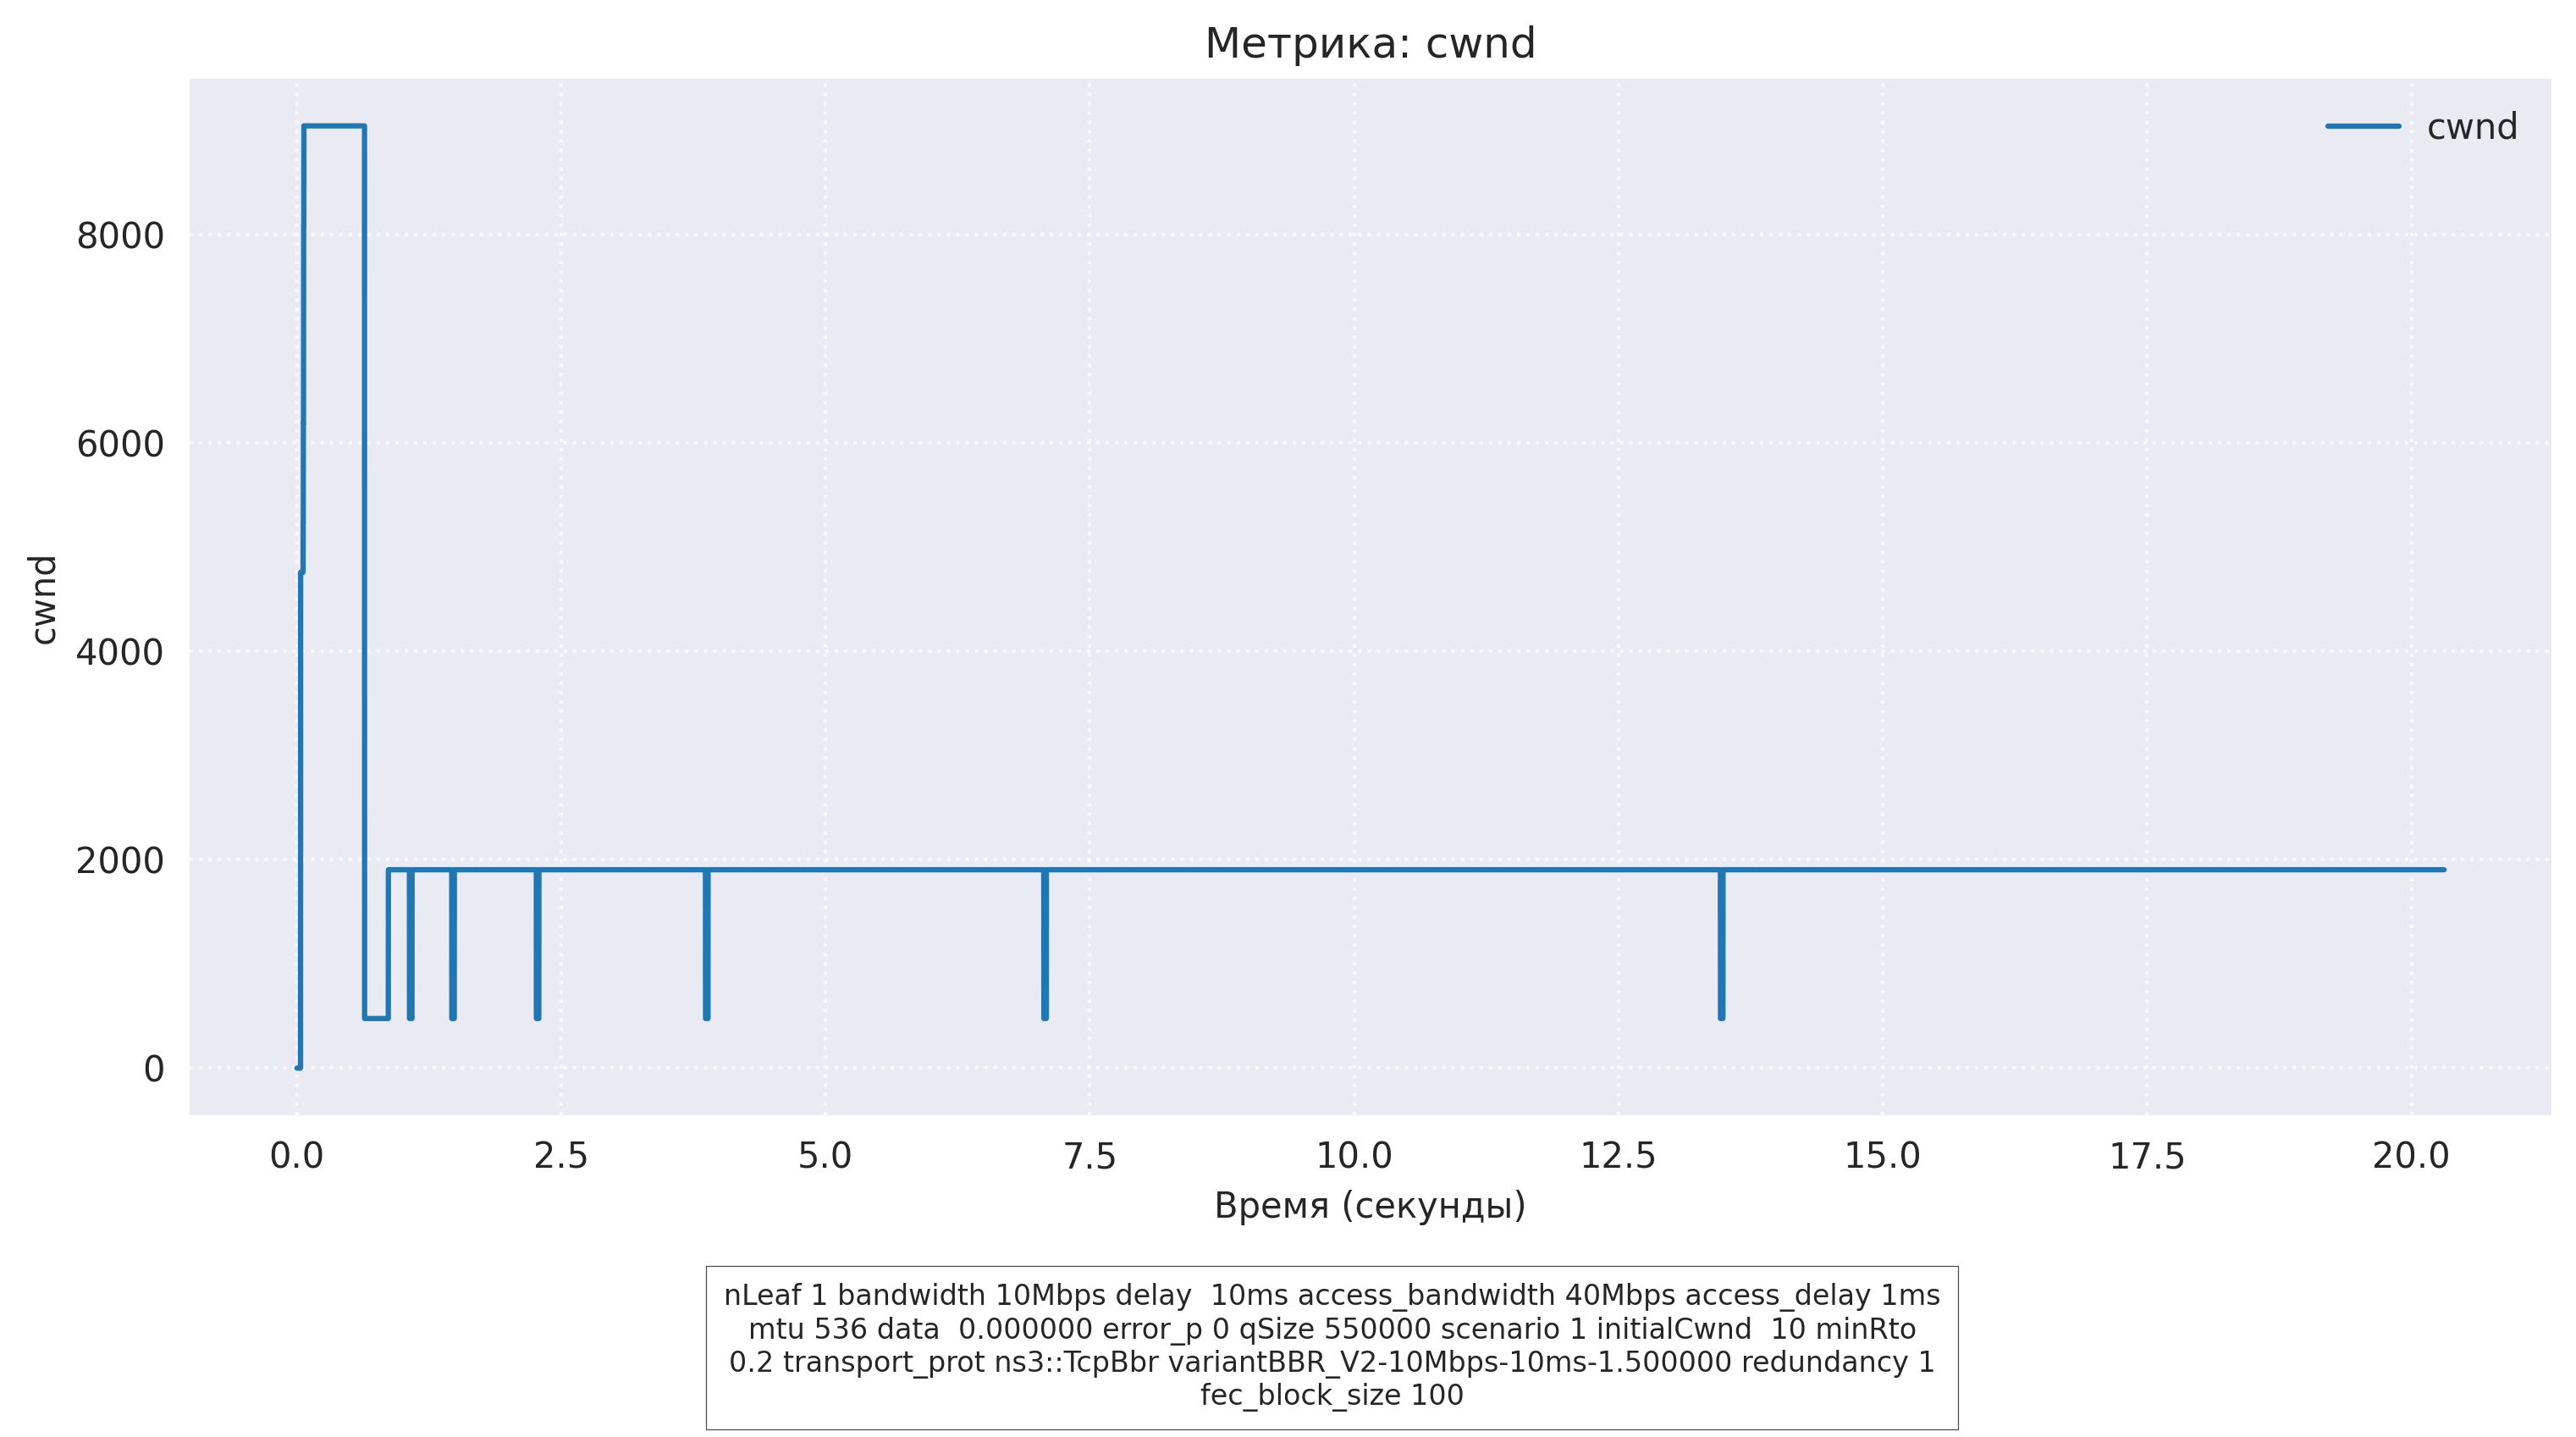 Метрика: cwnd
cwnd
8000
6000
4000
2000
0
cwnd
0.0 2.5 5.0 7.5 10.0 12.5 15.0 17.5 20.0
Время (секунды)
nLeaf 1 bandwidth 10Mbps delay  10ms access_bandwidth 40Mbps access_delay 1ms
mtu 536 data  0.000000 error_p 0 qSize 550000 scenario 1 initialCwnd  10 minRto
0.2 transport_prot ns3::TcpBbr variantBBR_V2-10Mbps-10ms-1.500000 redundancy 1
fec_block_size 100